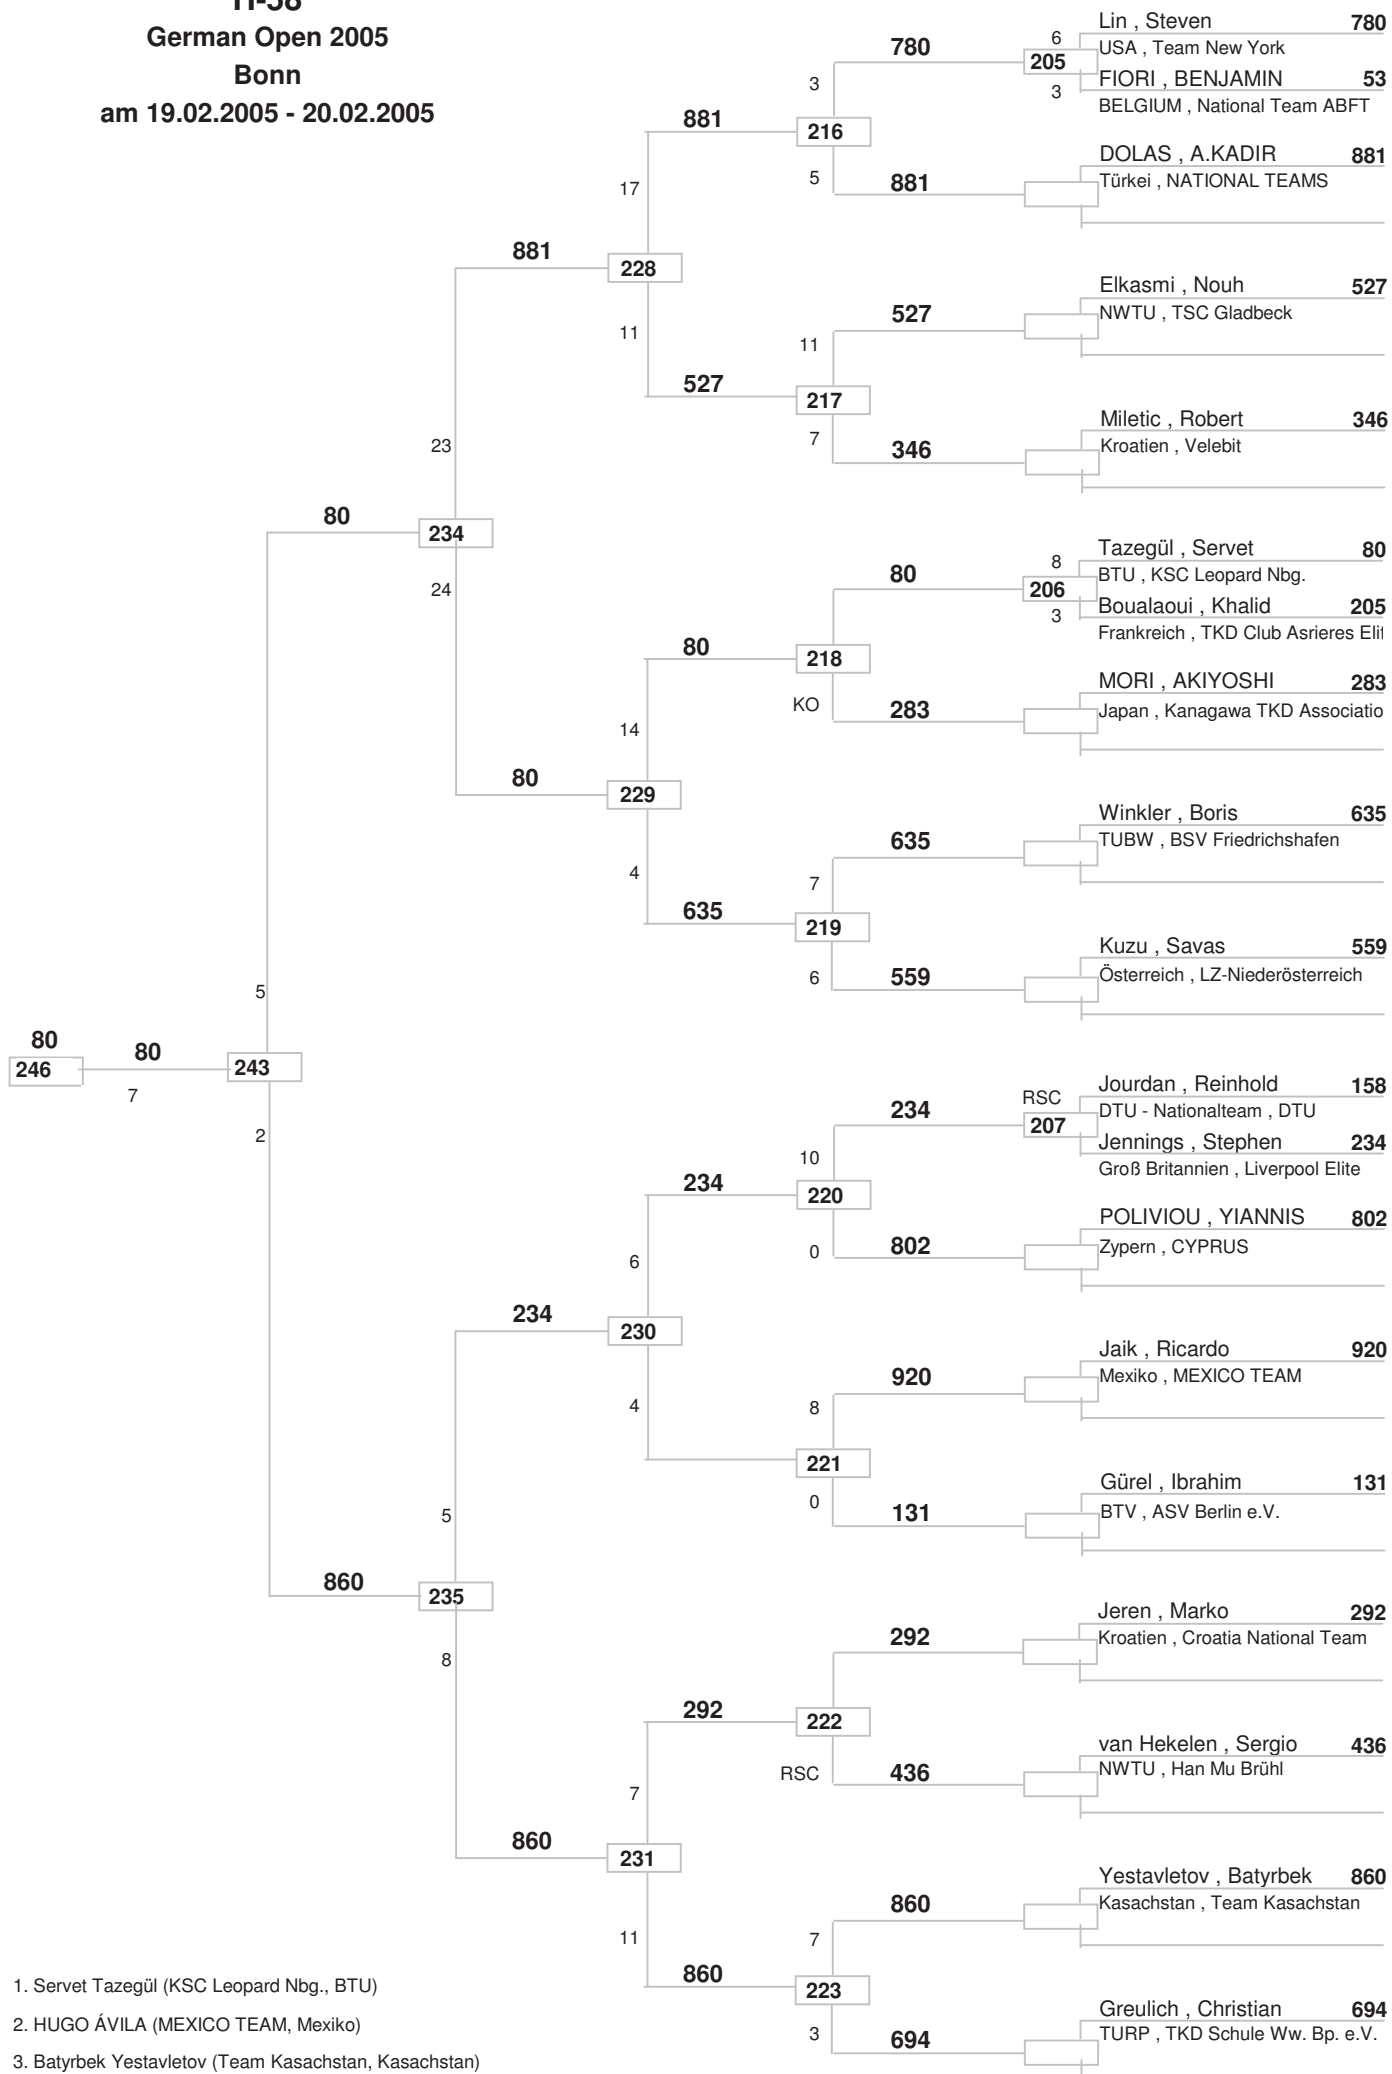 H-58
German Open 2005
Bonn
am 19.02.2005 - 20.02.2005
Lin , Steven 780
USA , Team New York
6
205
3
FIORI , BENJAMIN 53
BELGIUM , National Team ABFT
780
3
216
5
881
881
DOLAS , A.KADIR 881
Türkei , NATIONAL TEAMS
17
881
228
11
Elkasmi , Nouh 527
NWTU , TSC Gladbeck
527
11
217
7
527
346
Miletic , Robert 346
Kroatien , Velebit
23
80
234
24
Tazegül , Servet 80
BTU , KSC Leopard Nbg.
8
206
3
Boualaoui , Khalid 205
Frankreich , TKD Club Asrieres Elit
80
80
218
KO
283
MORI , AKIYOSHI 283
Japan , Kanagawa TKD Associatio
14
80
229
4
Winkler , Boris 635
TUBW , BSV Friedrichshafen
635
7
219
6
635
559
Kuzu , Savas 559
Österreich , LZ-Niederösterreich
5
80
246
80
7
243
2
Jourdan , Reinhold 158
DTU - Nationalteam , DTU
RSC
207
Jennings , Stephen 234
Groß Britannien , Liverpool Elite
234
10
220
0
234
802
POLIVIOU , YIANNIS 802
Zypern , CYPRUS
6
234
230
4
Jaik , Ricardo 920
Mexiko , MEXICO TEAM
920
8
221
0
131
Gürel , Ibrahim 131
BTV , ASV Berlin e.V.
5
860
235
8
Jeren , Marko 292
Kroatien , Croatia National Team
292
292
222
RSC
436
van Hekelen , Sergio 436
NWTU , Han Mu Brühl
7
860
231
11
Yestavletov , Batyrbek 860
Kasachstan , Team Kasachstan
860
7
223
3
860
694
Greulich , Christian 694
TURP , TKD Schule Ww. Bp. e.V.
1. Servet Tazegül (KSC Leopard Nbg., BTU)
2. HUGO ÁVILA (MEXICO TEAM, Mexiko)
3. Batyrbek Yestavletov (Team Kasachstan, Kasachstan)